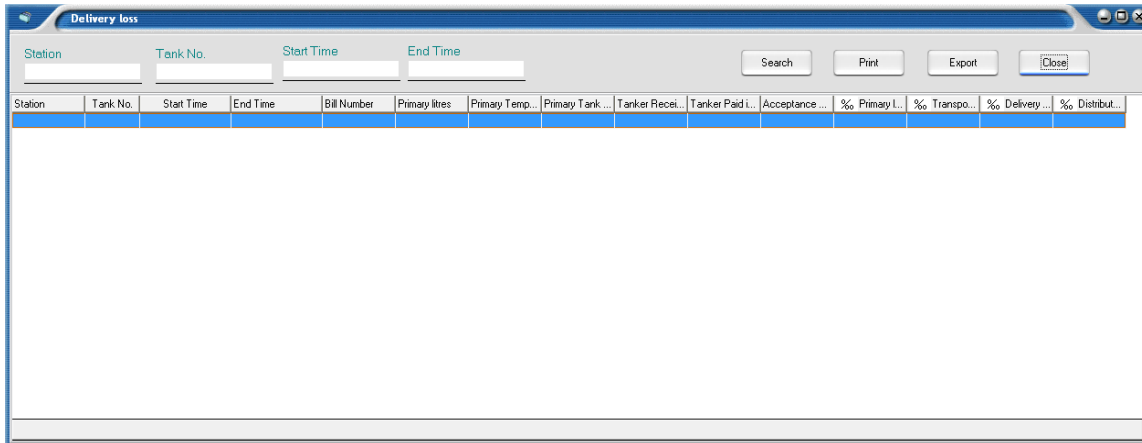 Delivery loss
Station Tank No. Start Time End Time
Search Print Export Close
Station Tank No. Start Time End Time Bill Number Primary litres Primary Temp... Primary Tank ... Tanker Recei... Tanker Paid i... Acceptance ... ‰ Primary l... ‰ Transpo... ‰ Delivery ... ‰ Distribut...